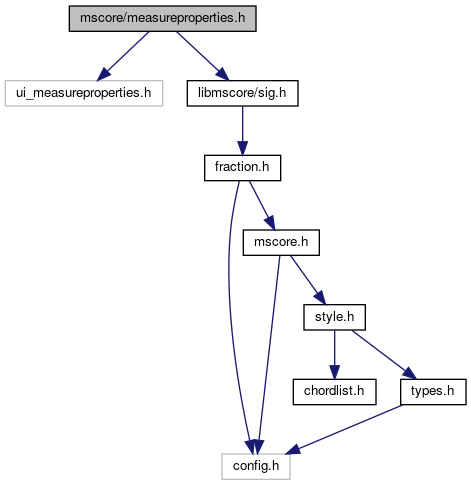 mscore/measureproperties.h
ui_measureproperties.h
libmscore/sig.h
fraction.h
mscore.h
style.h
chordlist.h
types.h
config.h